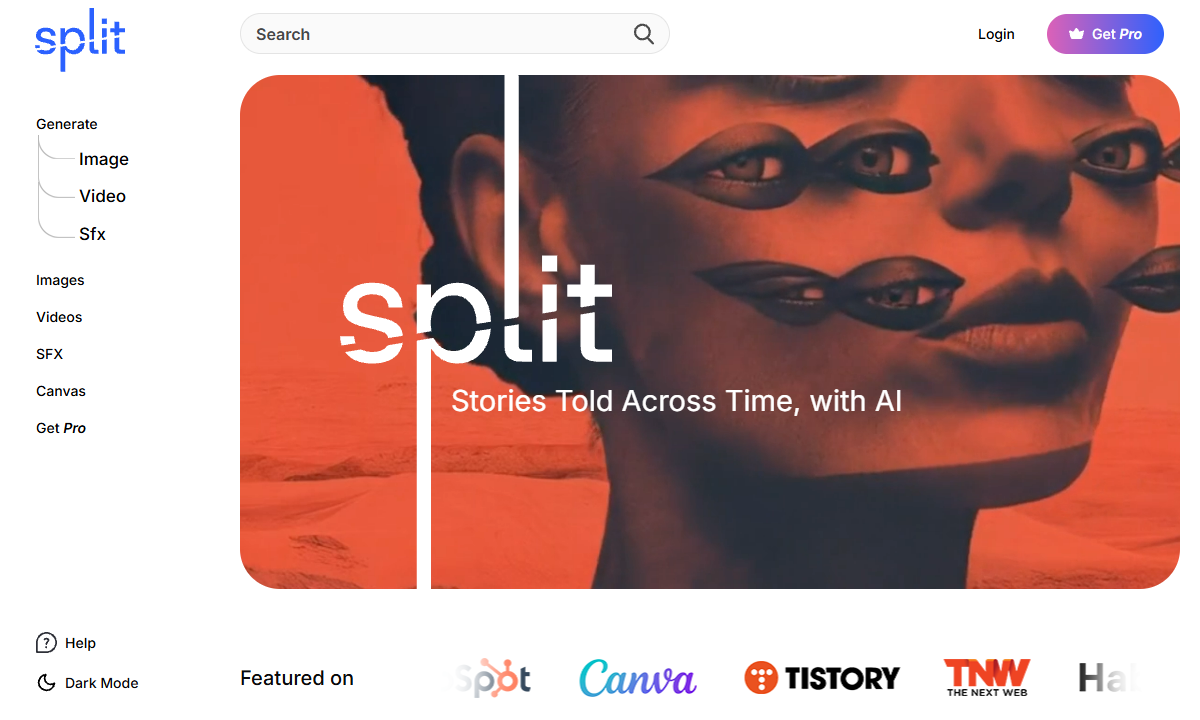 split
Search
Login
Get Pro
Generate
Image
Video
Sfx
Images
Videos
SFX
Canvas
Get Pro
split
Stories Told Across Time, with AI
Help
Dark Mode
Featured on
Spot
Canva
TISTORY
TNW
THE NEXT WEB